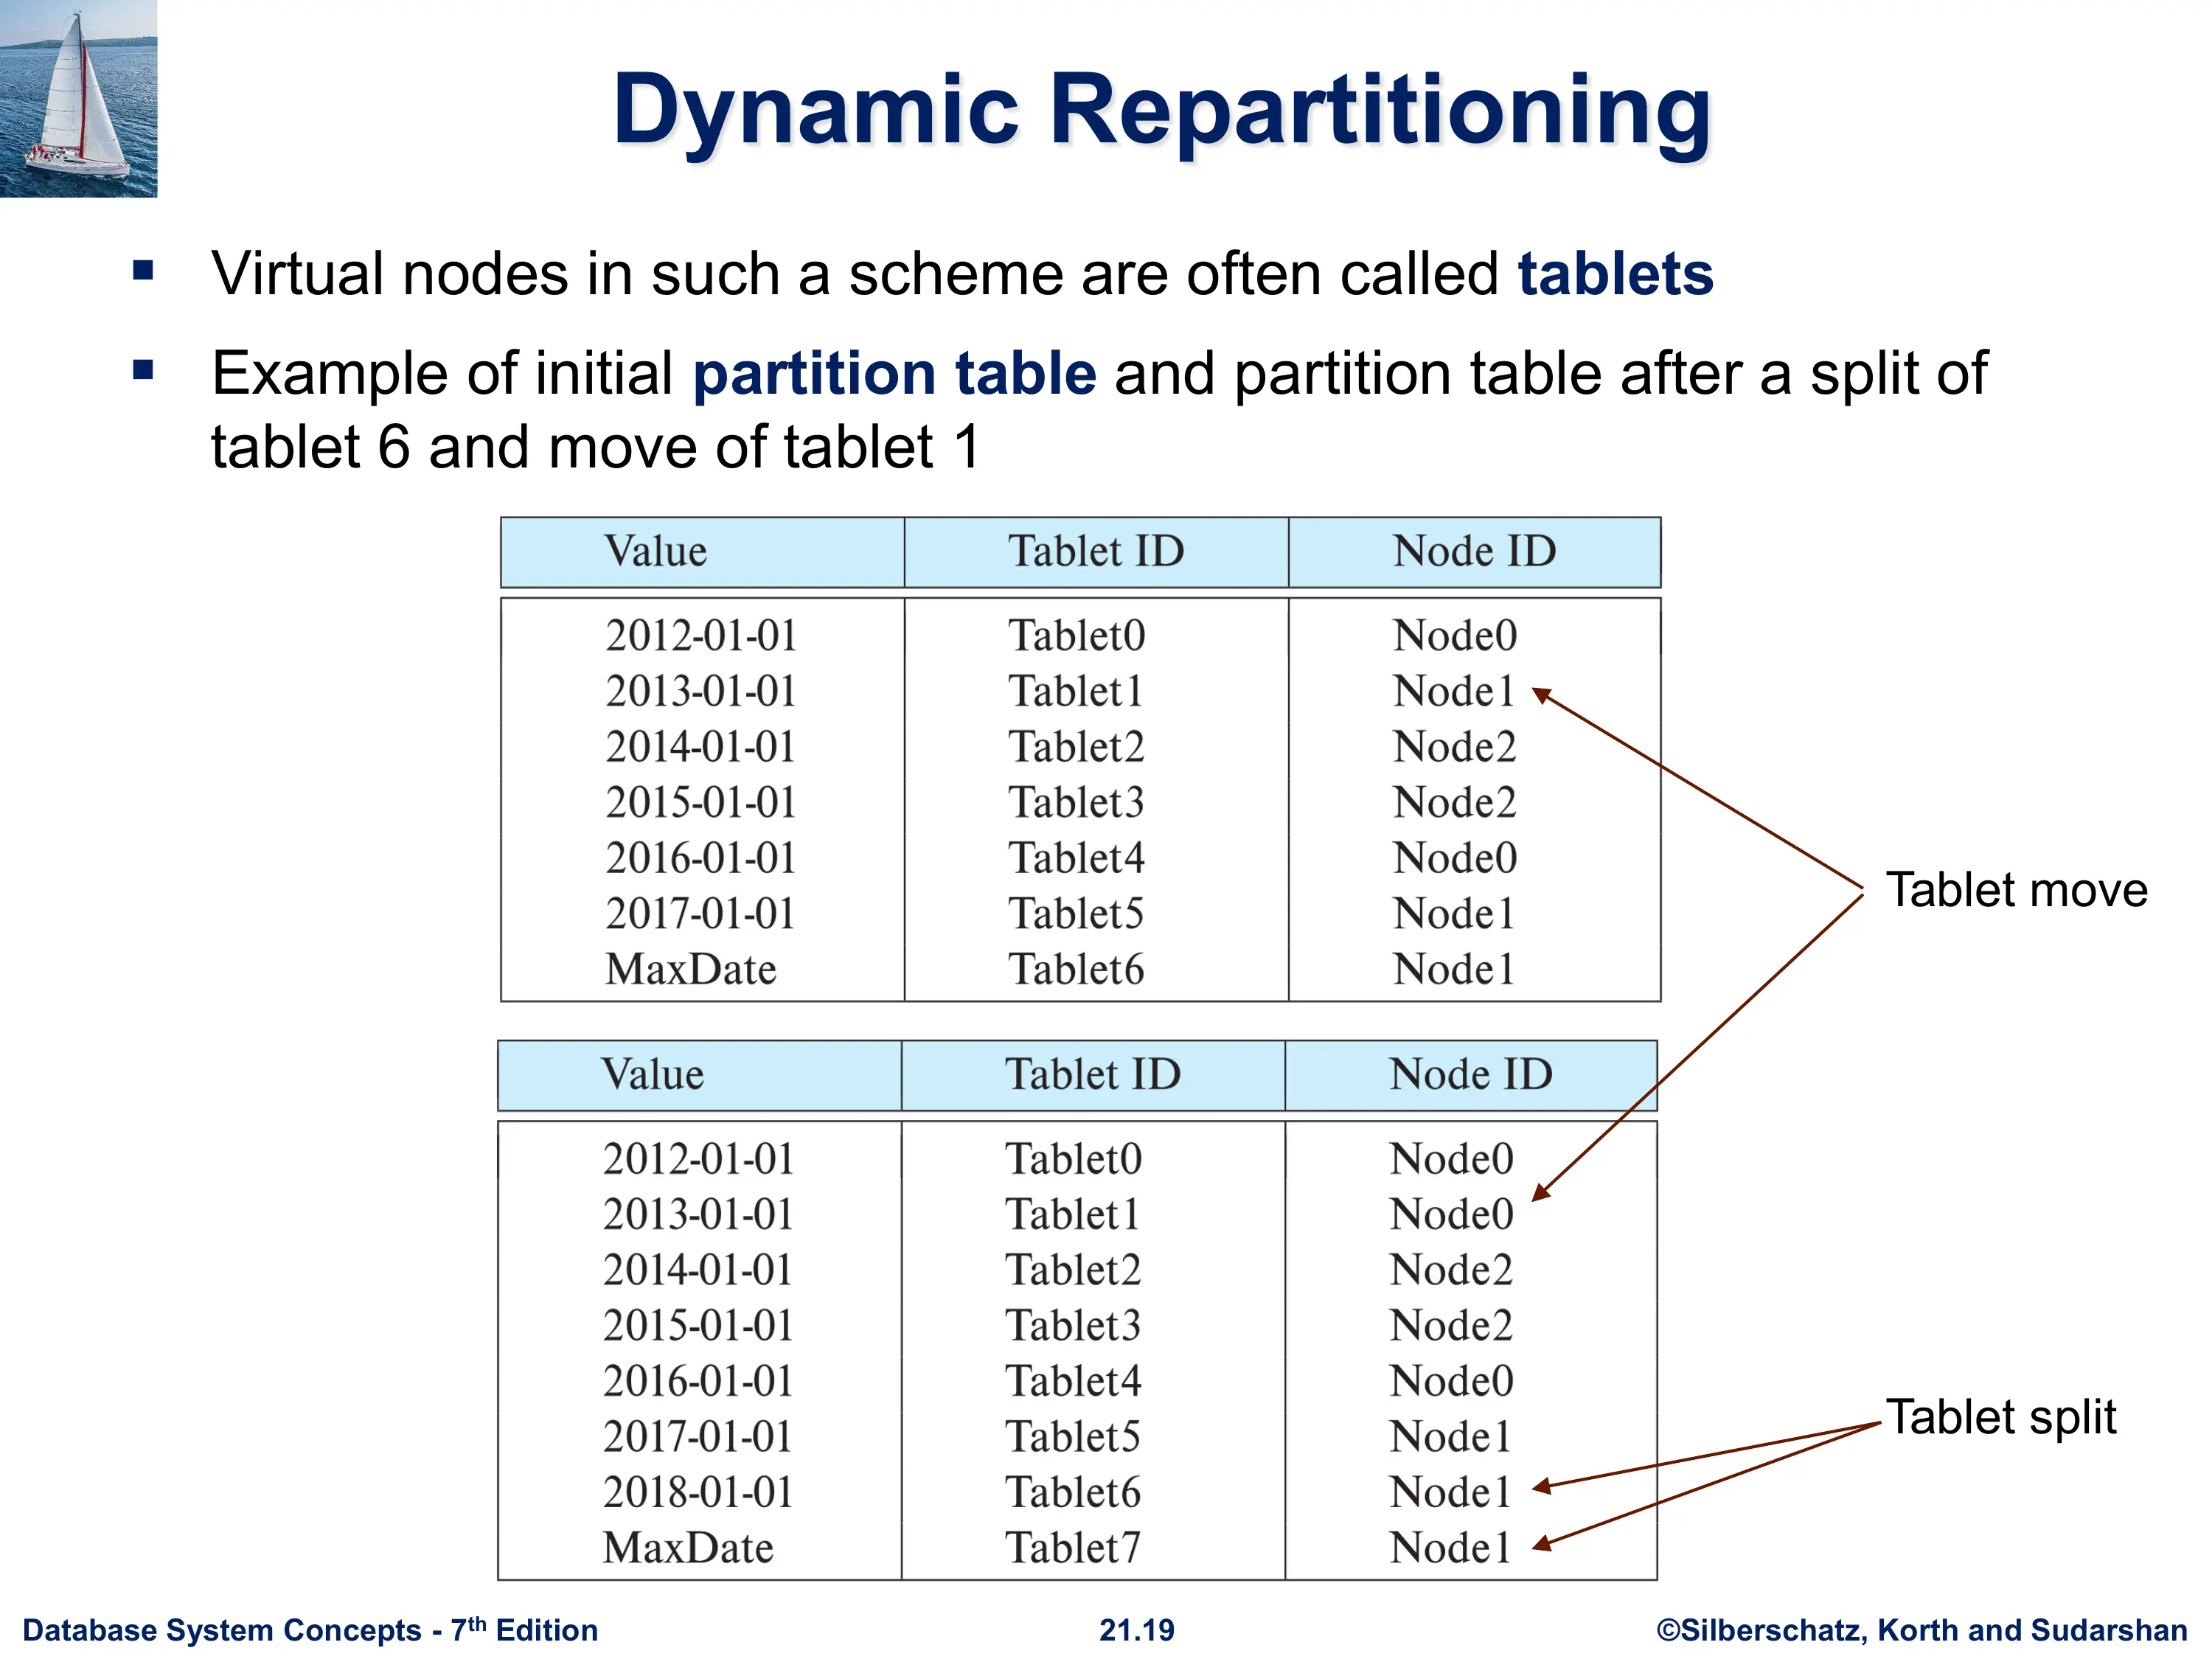 Dynamic Repartitioning
▪ Virtual nodes in such a scheme are often called tablets
▪ Example of initial partition table and partition table after a split of
tablet 6 and move of tablet 1
Value Tablet ID Node ID
2012-01-01 Tablet0 Node0
2013-01-01 Tablet1 Node1
2014-01-01 Tablet2 Node2
2015-01-01 Tablet3 Node2
2016-01-01 Tablet4 Node0
2017-01-01 Tablet5 Node1
MaxDate Tablet6 Node1
Tablet move
Value Tablet ID Node ID
2012-01-01 Tablet0 Node0
2013-01-01 Tablet1 Node0
2014-01-01 Tablet2 Node2
2015-01-01 Tablet3 Node2
2016-01-01 Tablet4 Node0
2017-01-01 Tablet5 Node1
2018-01-01 Tablet6 Node1
MaxDate Tablet7 Node1
Tablet split
Database System Concepts - 7th Edition 21.19 ©Silberschatz, Korth and Sudarshan